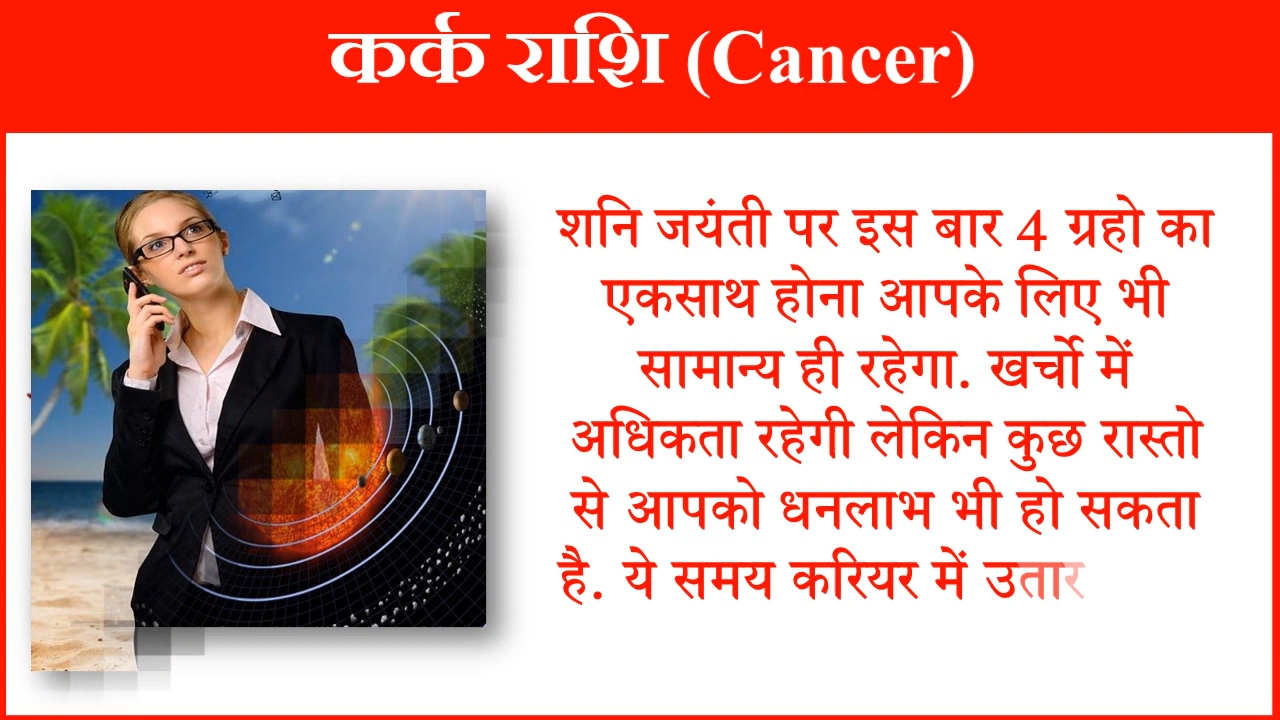 कर्क राशि (Cancer)
शनि जयंती पर इस बार 4 ग्रहो का
एकसाथ होना आपके लिए भी
सामान्य ही रहेगा. खर्चो में
अधिकता रहेगी लेकिन कुछ रास्तो
से आपको धनलाभ भी हो सकता
है. ये समय करियर में उतार